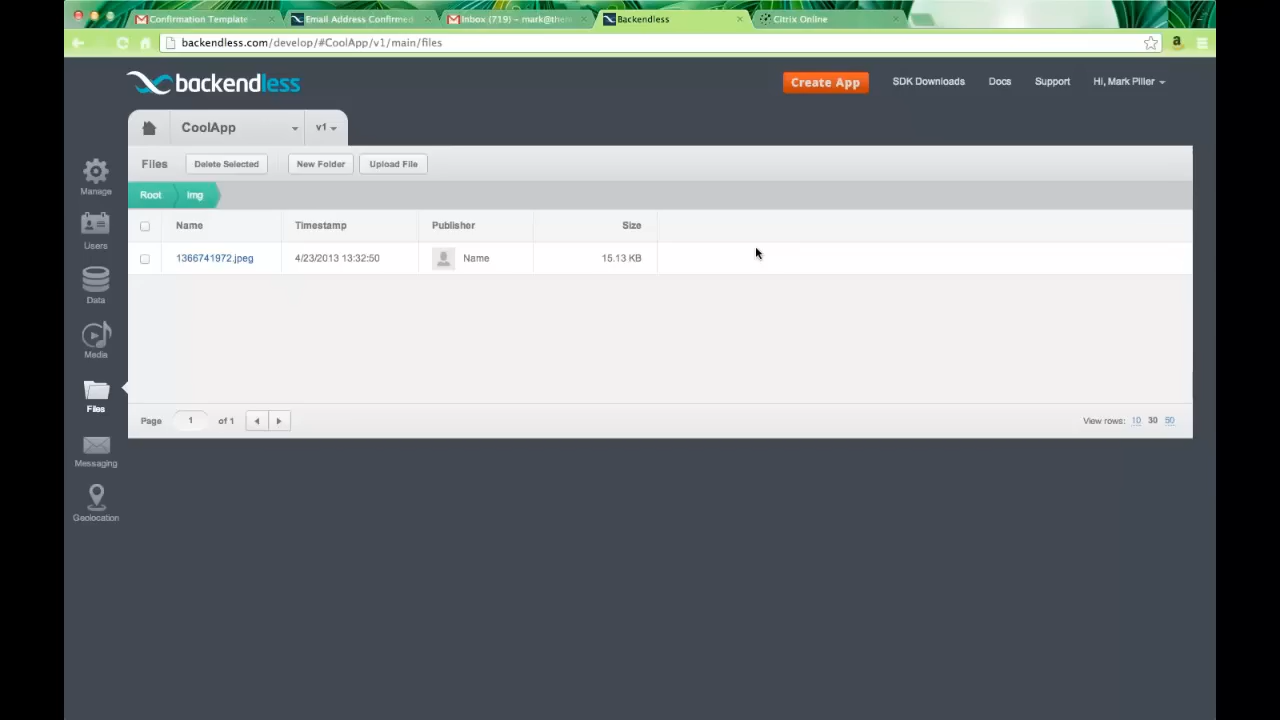 Confirmation Template
Email Address Confirmed
Inbox (719) – mark@the
Backendless
Citrix Online
backendless.com/develop/#CoolApp/v1/main/files
backendless
Create App
SDK Downloads
Docs
Support
Hi, Mark Piller
CoolApp
v1
Files
Delete Selected
New Folder
Upload File
Root
img
Name
Timestamp
Publisher
Size
1366741972.jpeg
4/23/2013 13:32:50
Name
15.13 KB
Page
1
of 1
View rows:
10
30
50
Manage
Users
Data
Media
Files
Messaging
Geolocation